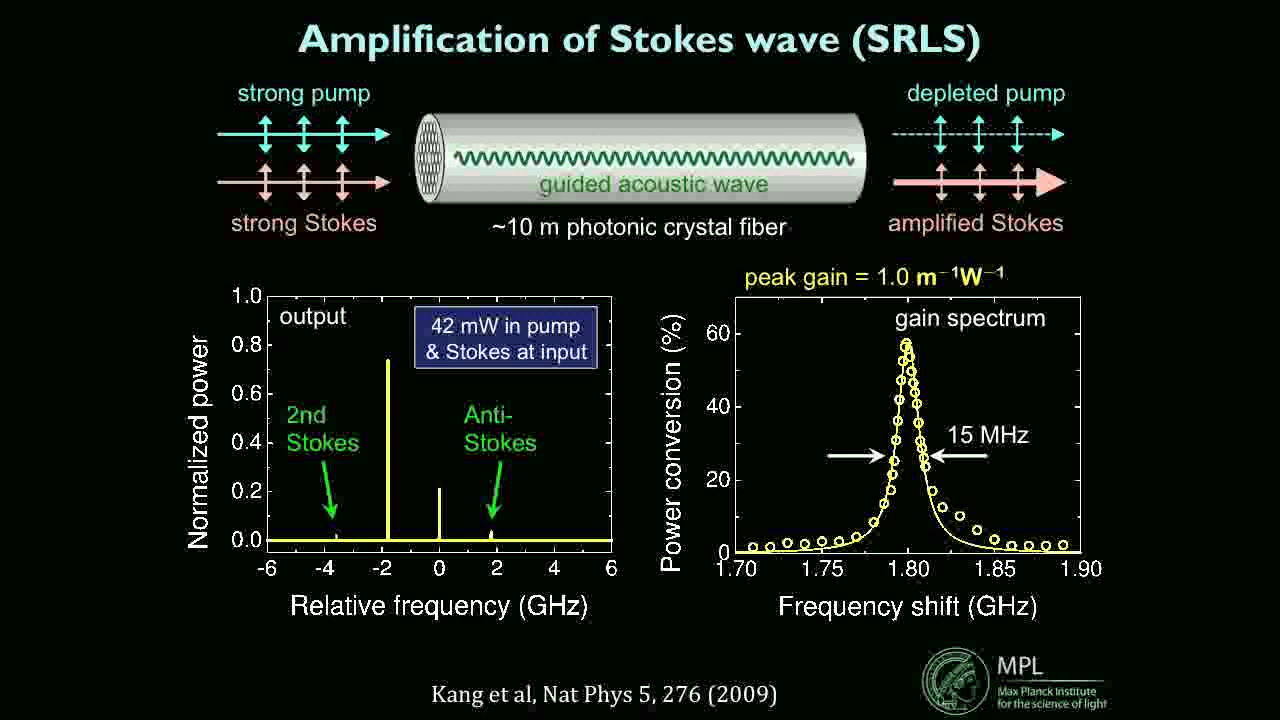 Amplification of Stokes wave (SRLS)
strong pump
strong Stokes
guided acoustic wave
~10 m photonic crystal fiber
depleted pump
amplified Stokes
output
42 mW in pump
& Stokes at input
2nd
Stokes
Anti-
Stokes
Normalized power
1.0
0.8
0.6
0.4
0.2
0.0
-6 -4 -2 0 2 4 6
Relative frequency (GHz)
peak gain = 1.0 m⁻¹W⁻¹
gain spectrum
15 MHz
Power conversion (%)
60
40
20
0
1.70 1.75 1.80 1.85 1.90
Frequency shift (GHz)
Kang et al, Nat Phys 5, 276 (2009)
MPL
Max Planck Institute
for the science of light